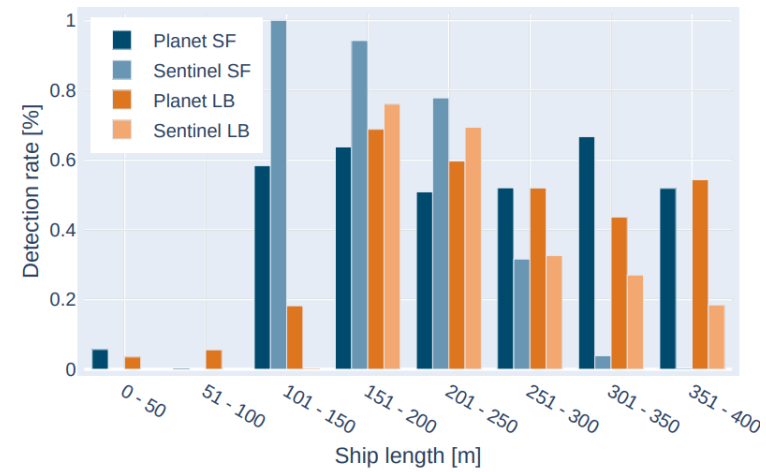 1
0.8
0.6
0.4
0.2
0
Detection rate [%]
Planet SF
Sentinel SF
Planet LB
Sentinel LB
0 - 50
51 - 100
101 - 150
151 - 200
201 - 250
251 - 300
301 - 350
351 - 400
Ship length [m]